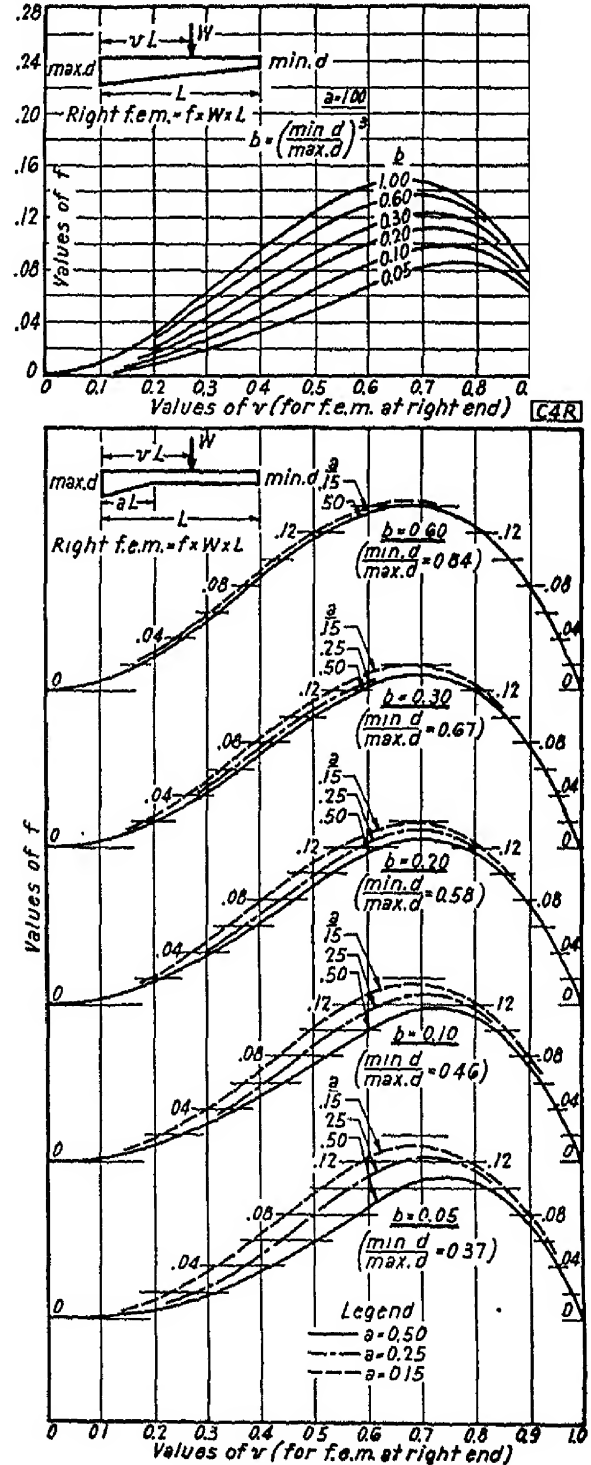 .28
.24
.20
.16
.12
.08
.04
0
Values of f
vL
W
max.d
min.d
L
Right f.e.m.= f×W×L
a=1.00
b = (min d / max.d)³
b
1.00
0.60
0.30
0.20
0.10
0.05
0 0.1 0.2 0.3 0.4 0.5 0.6 0.7 0.8 0.9
Values of v (for f.e.m. at right end)
C4R
vL
W
max.d
min.d
aL
L
Right f.e.m.= f×W×L
a
.15
.50
b = 0.60
(min.d / max.d = 0.84)
0 .04 .08 .12 .12 .08 .04 0
a
.15
.25
.50
b = 0.30
(min d / max.d = 0.67)
0 .04 .08 .12 .12 .08 .04 0
a
.15
.25
.50
b = 0.20
(min.d / max.d = 0.58)
0 .04 .08 .12 .12 .08 .04 0
Values of f
a
.15
.25
.50
b = 0.10
(min d / max.d = 0.46)
0 .04 .08 .12 .12 .08 .04 0
a
.15
.25
.50
b = 0.05
(min d / max.d = 0.37)
0 .04 .08 .12 .12 .08 .04 0
Legend
a = 0.50
a = 0.25
a = 0.15
0 0.1 0.2 0.3 0.4 0.5 0.6 0.7 0.8 0.9 1.0
Values of v (for f.e.m. at right end)